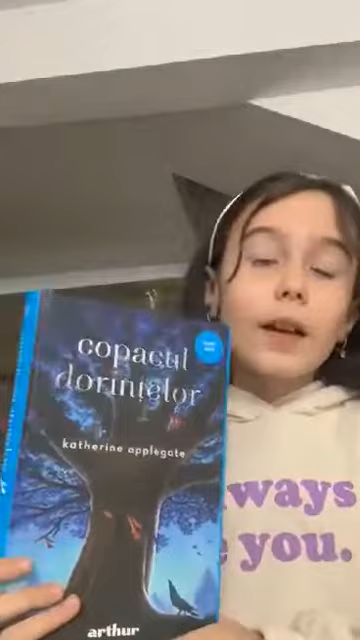 copacul
dorințelor
katherine applegate
arthur
ways
you.